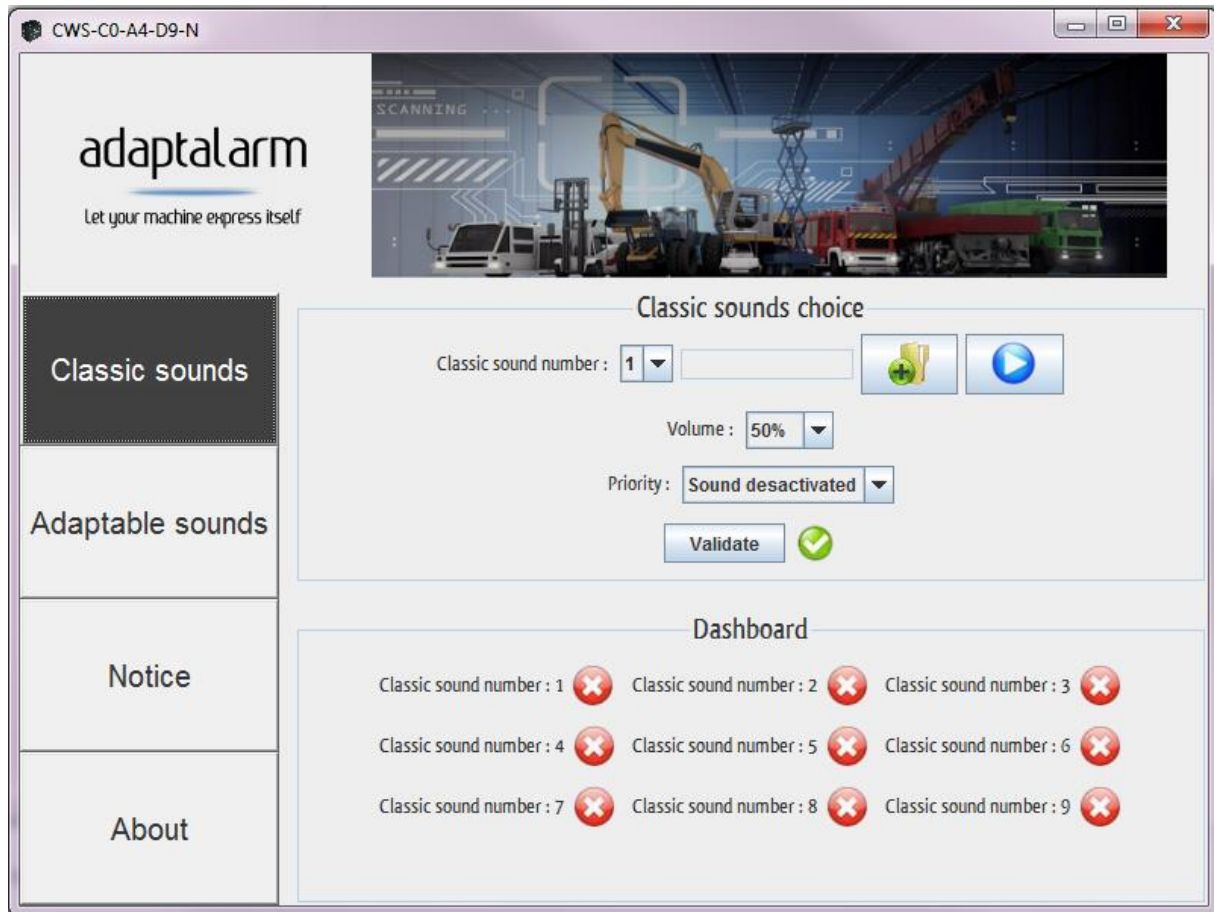 CWS-C0-A4-D9-N
SCANNING ...
adaptalarm
Let your machine express itself
Classic sounds
Adaptable sounds
Notice
About
Classic sounds choice
Classic sound number : 1
Volume : 50%
Priority : Sound desactivated
Validate
Dashboard
Classic sound number : 1 Classic sound number : 2 Classic sound number : 3
Classic sound number : 4 Classic sound number : 5 Classic sound number : 6
Classic sound number : 7 Classic sound number : 8 Classic sound number : 9